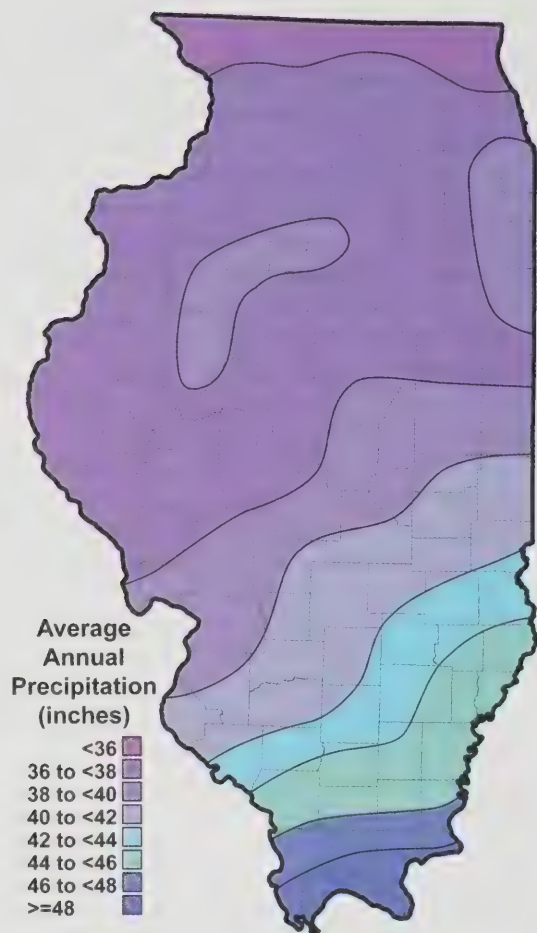 Average
Annual
Precipitation
(inches)
<36
36 to <38
38 to <40
40 to <42
42 to <44
44 to <46
46 to <48
>=48